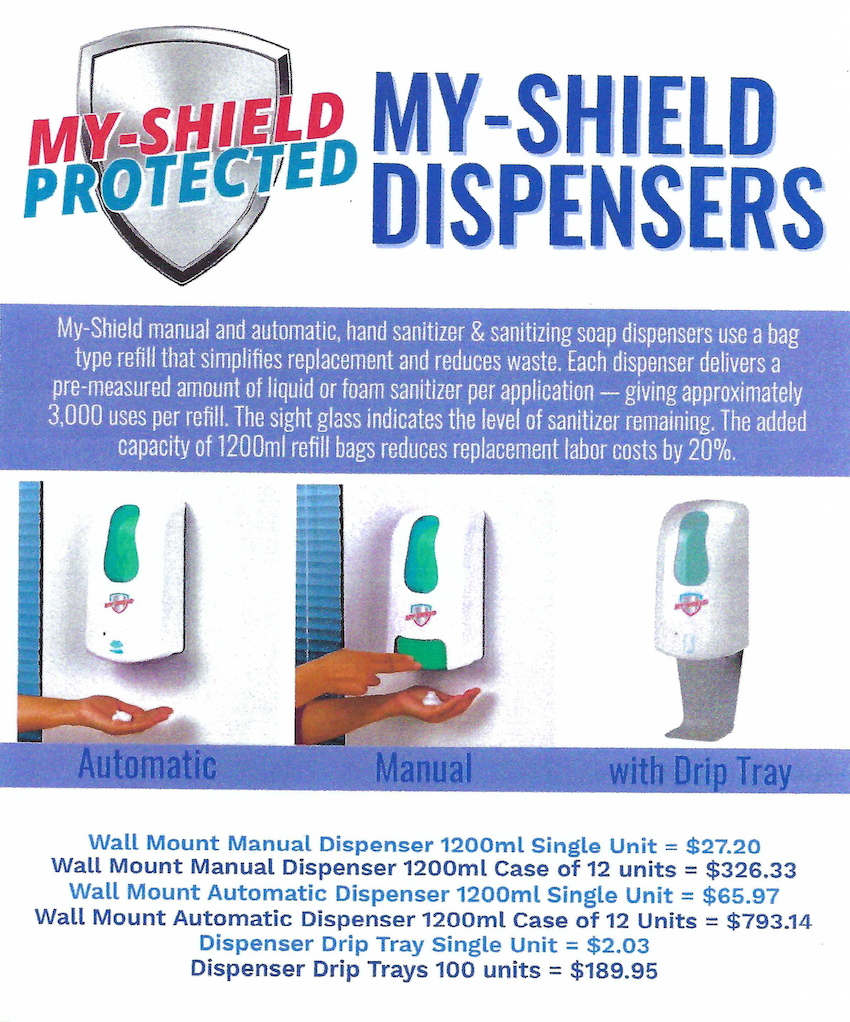 MY-SHIELD
PROTECTED
MY-SHIELD
DISPENSERS
My-Shield manual and automatic, hand sanitizer & sanitizing soap dispensers use a bag
type refill that simplifies replacement and reduces waste. Each dispenser delivers a
pre-measured amount of liquid or foam sanitizer per application — giving approximately
3,000 uses per refill. The sight glass indicates the level of sanitizer remaining. The added
capacity of 1200ml refill bags reduces replacement labor costs by 20%.
Automatic
Manual
with Drip Tray
Wall Mount Manual Dispenser 1200ml Single Unit = $27.20
Wall Mount Manual Dispenser 1200ml Case of 12 units = $326.33
Wall Mount Automatic Dispenser 1200ml Single Unit = $65.97
Wall Mount Automatic Dispenser 1200ml Case of 12 Units = $793.14
Dispenser Drip Tray Single Unit = $2.03
Dispenser Drip Trays 100 units = $189.95